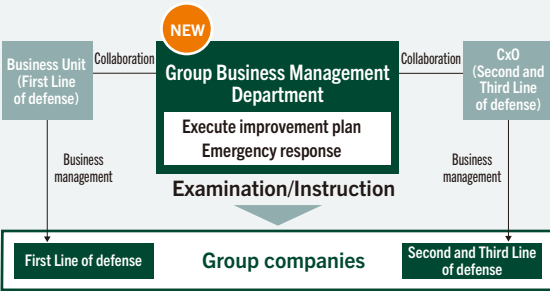 NEW
Business Unit
(First Line
of defense)
Collaboration
Group Business Management
Department
Execute improvement plan
Emergency response
Collaboration
CxO
(Second and
Third Line
of defense)
Business
management
Examination/Instruction
Business
management
First Line of defense
Group companies
Second and Third Line
of defense